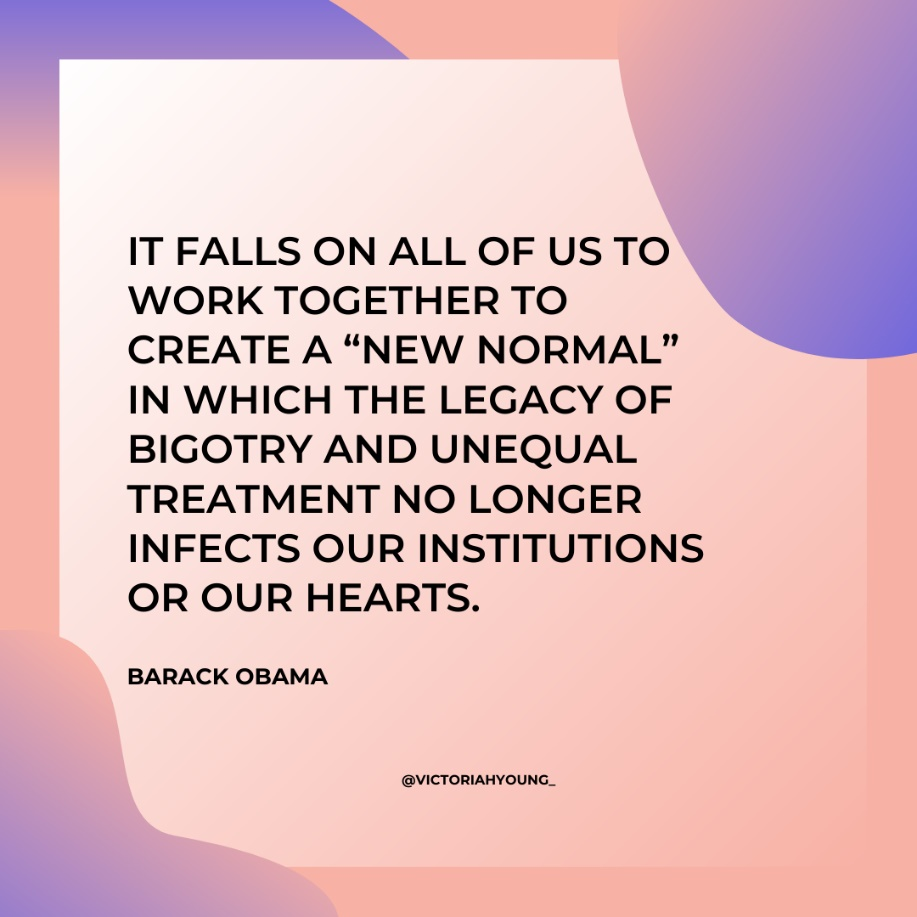 IT FALLS ON ALL OF US TO
WORK TOGETHER TO
CREATE A “NEW NORMAL”
IN WHICH THE LEGACY OF
BIGOTRY AND UNEQUAL
TREATMENT NO LONGER
INFECTS OUR INSTITUTIONS
OR OUR HEARTS.
BARACK OBAMA
@VICTORIAHYOUNG_